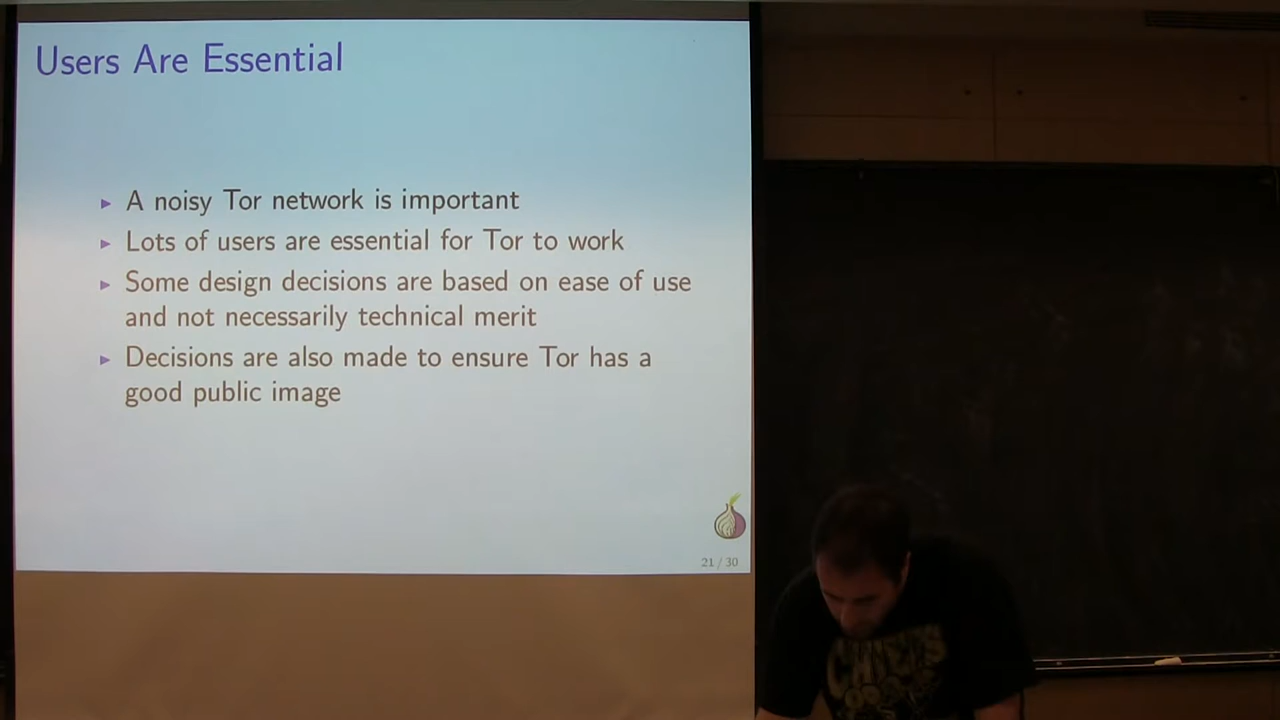 Users Are Essential
A noisy Tor network is important
Lots of users are essential for Tor to work
Some design decisions are based on ease of use
and not necessarily technical merit
Decisions are also made to ensure Tor has a
good public image
21 / 30